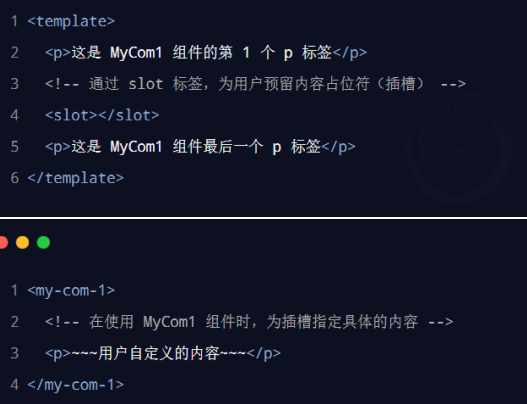 1 <template>
2   <p>这是 MyCom1 组件的第 1 个 p 标签</p>
3   <!-- 通过 slot 标签，为用户预留内容占位符（插槽） -->
4   <slot></slot>
5   <p>这是 MyCom1 组件最后一个 p 标签</p>
6 </template>
1 <my-com-1>
2   <!-- 在使用 MyCom1 组件时，为插槽指定具体的内容 -->
3   <p>~~~用户自定义的内容~~~</p>
4 </my-com-1>